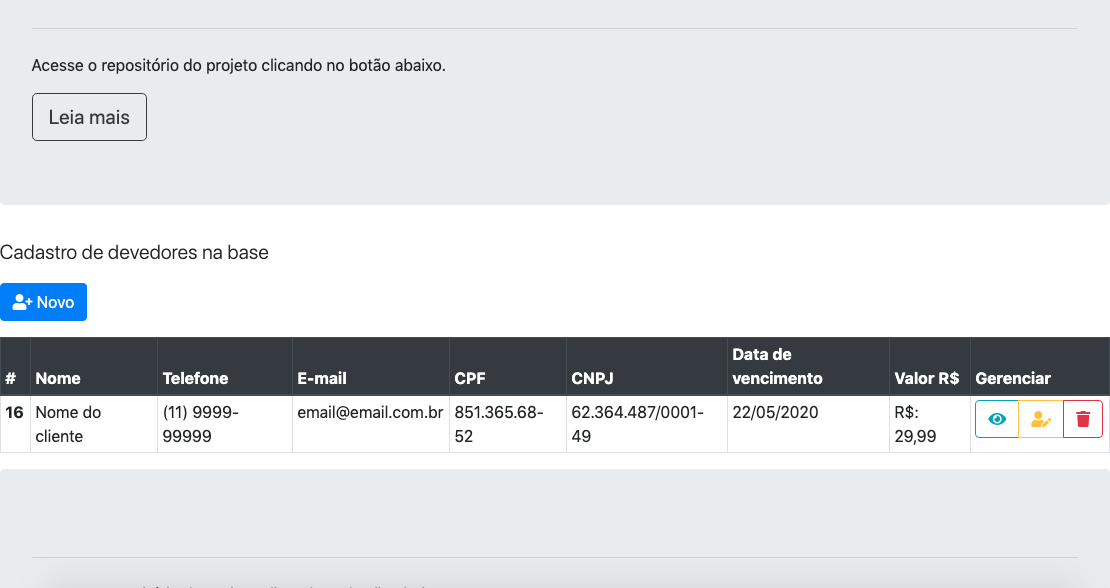 Acesse o repositório do projeto clicando no botão abaixo.
Leia mais
Cadastro de devedores na base
Novo
# Nome Telefone E-mail CPF CNPJ Data de vencimento Valor R$ Gerenciar
16 Nome do cliente (11) 9999-99999 email@email.com.br 851.365.68-52 62.364.487/0001-49 22/05/2020 R$: 29,99